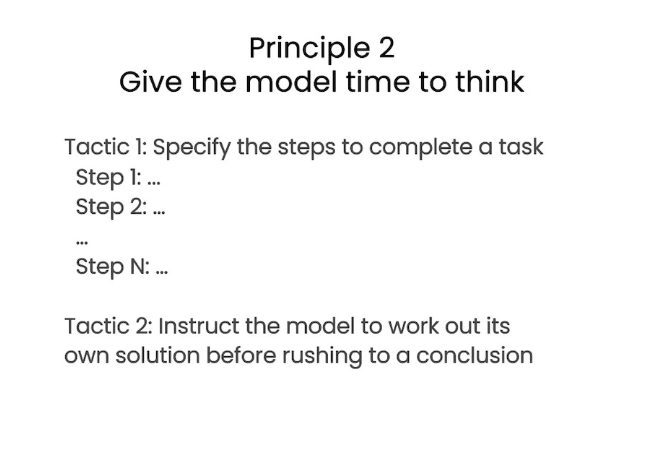 Principle 2
Give the model time to think
Tactic 1: Specify the steps to complete a task
Step 1: ...
Step 2: ...
...
Step N: ...
Tactic 2: Instruct the model to work out its
own solution before rushing to a conclusion